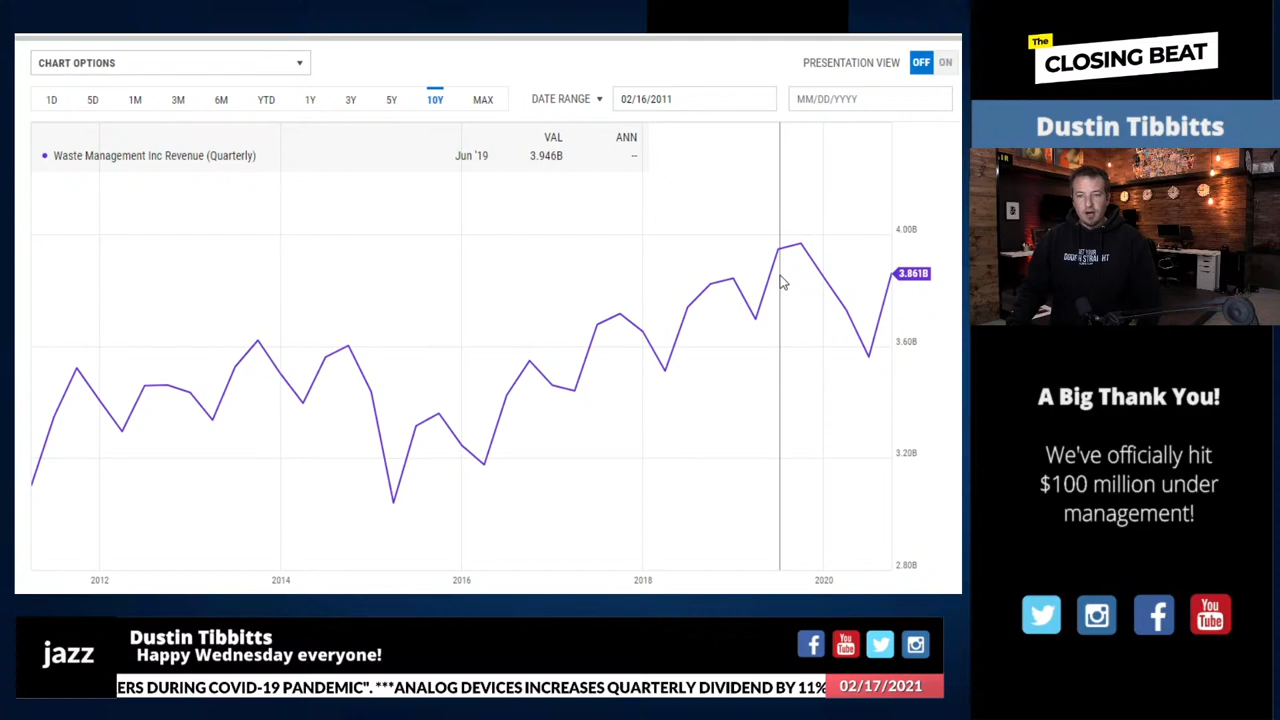 CHART OPTIONS
PRESENTATION VIEW OFF ON
1D 5D 1M 3M 6M YTD 1Y 3Y 5Y 10Y MAX DATE RANGE 02/16/2011 MM/DD/YYYY
VAL ANN
Waste Management Inc Revenue (Quarterly) Jun '19 3.946B --
4.00B
3.861B
3.60B
3.20B
2.80B
2012 2014 2016 2018 2020
The
CLOSING BEAT
Dustin Tibbitts
A Big Thank You!
We've officially hit
$100 million under
management!
You
Tube
jazz
Dustin Tibbitts
Happy Wednesday everyone!
You
Tube
ERS DURING COVID-19 PANDEMIC". ***ANALOG DEVICES INCREASES QUARTERLY DIVIDEND BY 11%
02/17/2021